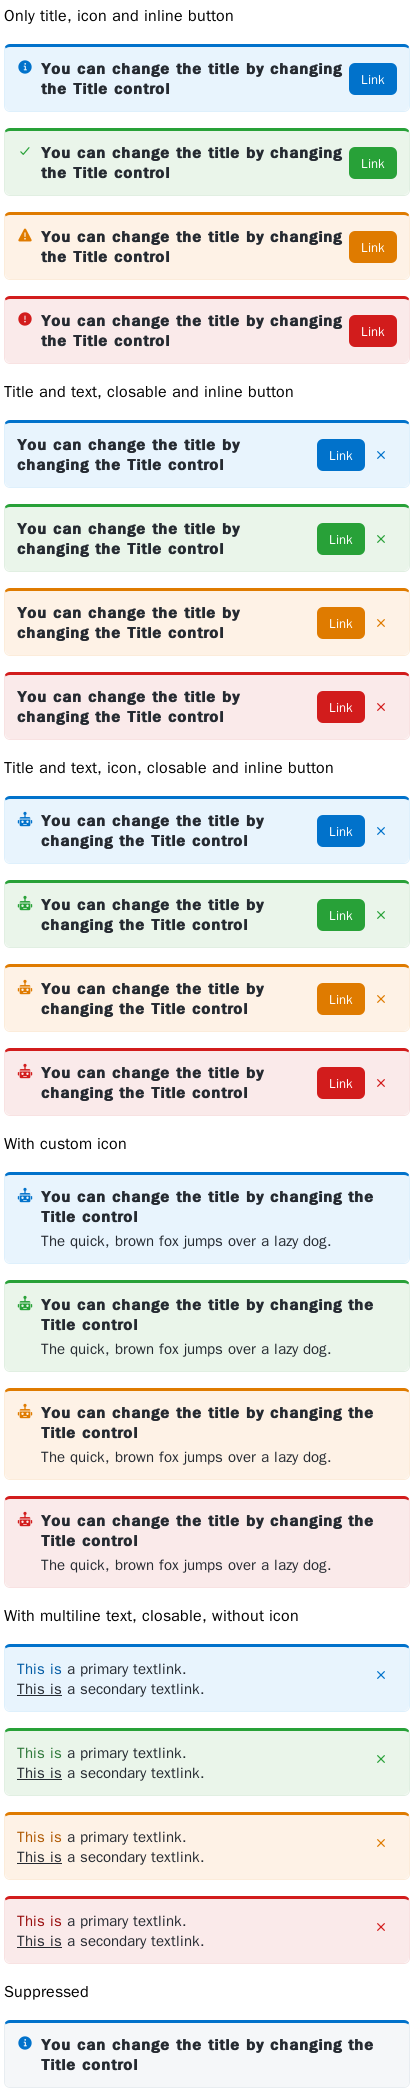 Only title, icon and inline button
You can change the title by changing
the Title control
Link
You can change the title by changing
the Title control
Link
You can change the title by changing
the Title control
Link
You can change the title by changing
the Title control
Link
Title and text, closable and inline button
You can change the title by
changing the Title control
Link
You can change the title by
changing the Title control
Link
You can change the title by
changing the Title control
Link
You can change the title by
changing the Title control
Link
Title and text, icon, closable and inline button
You can change the title by
changing the Title control
Link
You can change the title by
changing the Title control
Link
You can change the title by
changing the Title control
Link
You can change the title by
changing the Title control
Link
With custom icon
You can change the title by changing the
Title control
The quick, brown fox jumps over a lazy dog.
You can change the title by changing the
Title control
The quick, brown fox jumps over a lazy dog.
You can change the title by changing the
Title control
The quick, brown fox jumps over a lazy dog.
You can change the title by changing the
Title control
The quick, brown fox jumps over a lazy dog.
With multiline text, closable, without icon
This is a primary textlink.
This is a secondary textlink.
This is a primary textlink.
This is a secondary textlink.
This is a primary textlink.
This is a secondary textlink.
This is a primary textlink.
This is a secondary textlink.
Suppressed
You can change the title by changing the
Title control